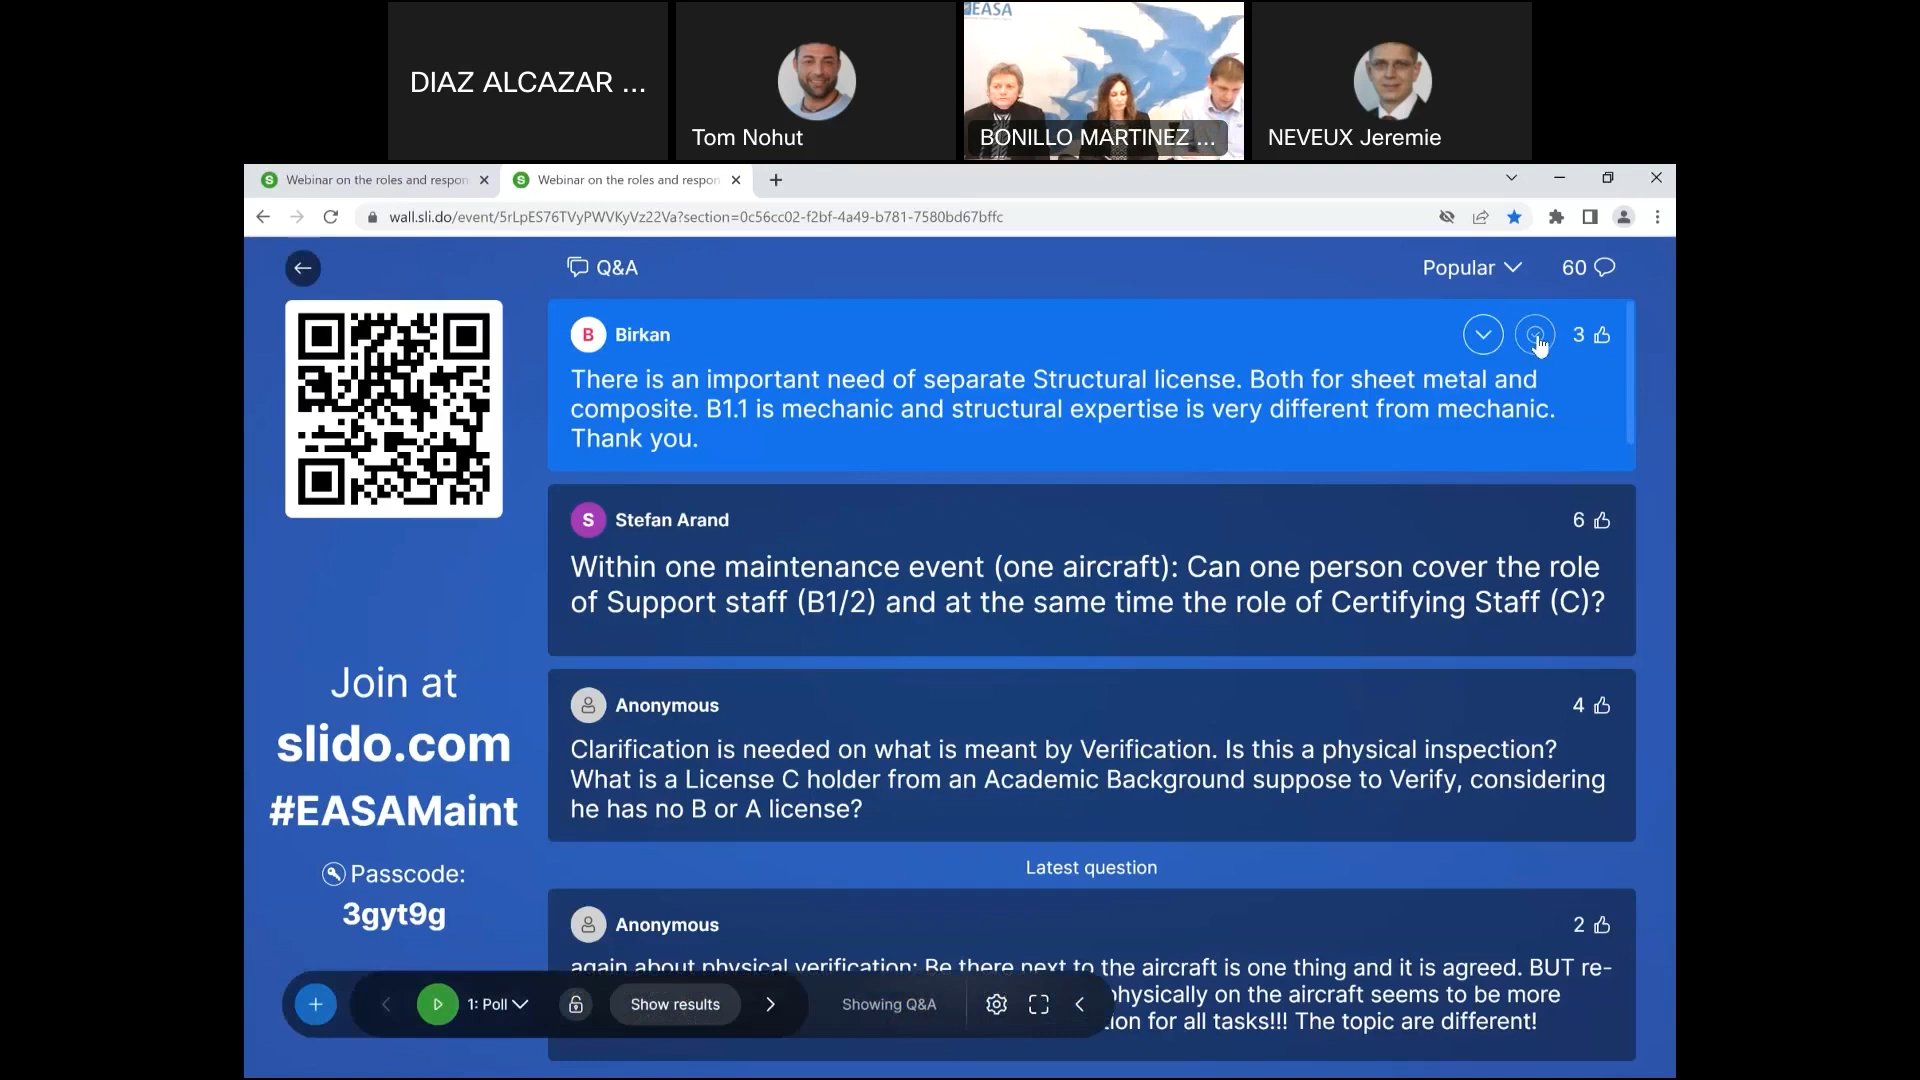 DIAZ ALCAZAR ...
Tom Nohut
EASA
BONILLO MARTINEZ ...
NEVEUX Jeremie
Webinar on the roles and respon
Webinar on the roles and respon
wall.sli.do/event/5rLpES76TVyPWVKyVz22Va?section=0c56cc02-f2bf-4a49-b781-7580bd67bffc
Q&A
Popular
60
B Birkan
3
There is an important need of separate Structural license. Both for sheet metal and
composite. B1.1 is mechanic and structural expertise is very different from mechanic.
Thank you.
S Stefan Arand
6
Within one maintenance event (one aircraft): Can one person cover the role
of Support staff (B1/2) and at the same time the role of Certifying Staff (C)?
Anonymous
4
Clarification is needed on what is meant by Verification. Is this a physical inspection?
What is a License C holder from an Academic Background suppose to Verify, considering
he has no B or A license?
Latest question
Anonymous
2
again about physical verification: Be there next to the aircraft is one thing and it is agreed. BUT re-
physically on the aircraft seems to be more
tion for all tasks!!! The topic are different!
Join at
slido.com
#EASAMaint
Passcode:
3gyt9g
1: Poll
Show results
Showing Q&A